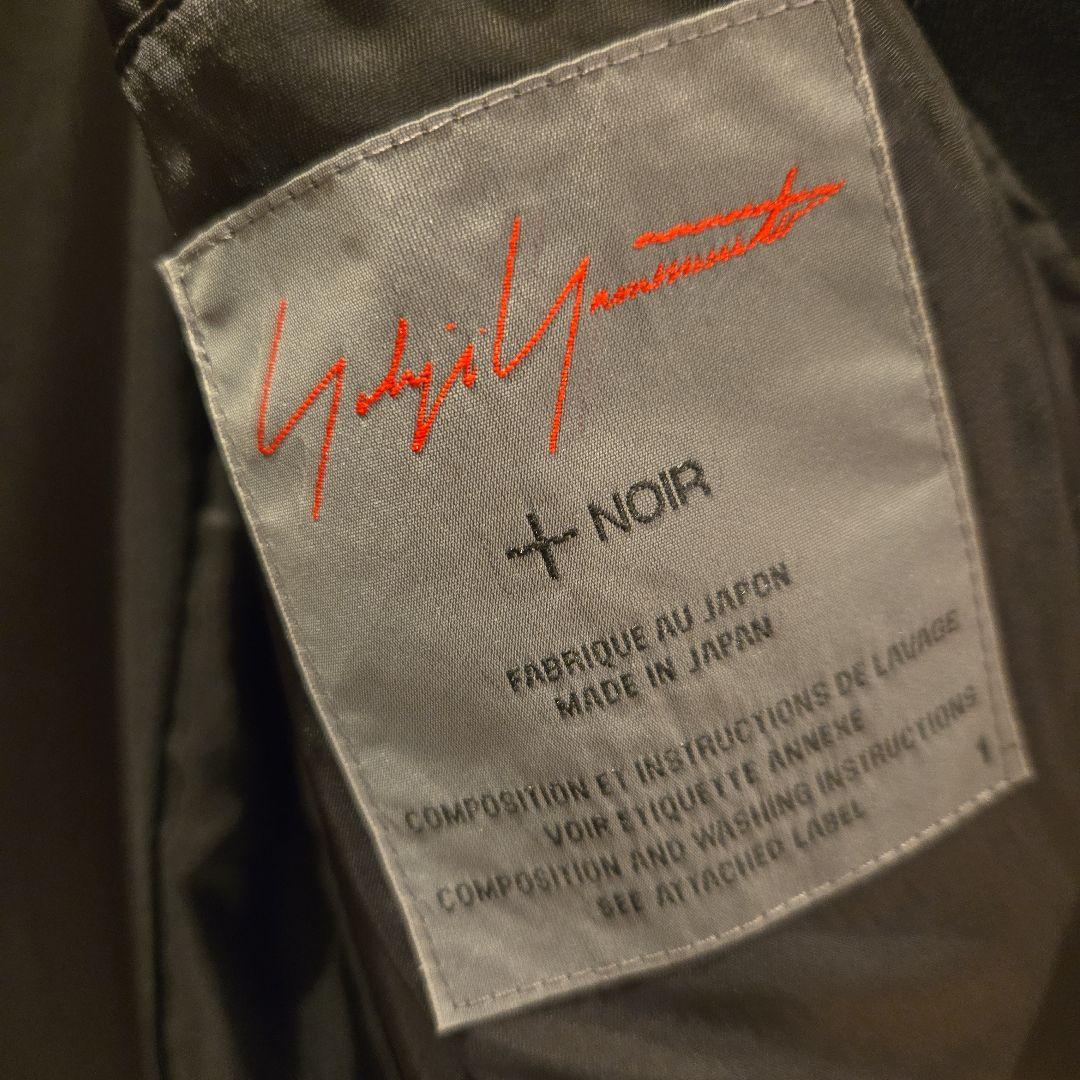 Yohji Yamamoto
+ NOIR
FABRIQUE AU JAPON
MADE IN JAPAN
COMPOSITION ET INSTRUCTIONS DE LAVAGE
VOIR ETIQUETTE ANNEXE
COMPOSITION AND WASHING INSTRUCTIONS
SEE ATTACHED LABEL
1